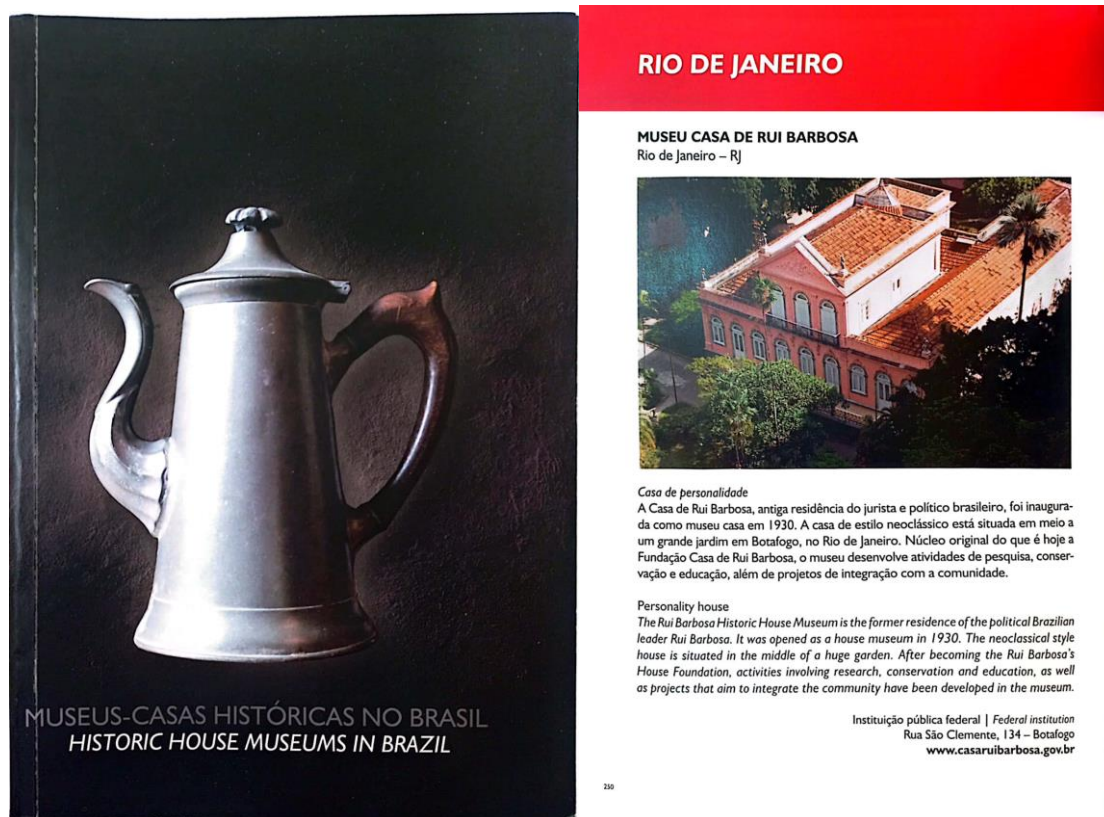 MUSEUS-CASAS HISTÓRICAS NO BRASIL
HISTORIC HOUSE MUSEUMS IN BRAZIL
RIO DE JANEIRO
MUSEU CASA DE RUI BARBOSA
Rio de Janeiro – RJ
Casa de personalidade
A Casa de Rui Barbosa, antiga residência do jurista e político brasileiro, foi inaugura-
da como museu casa em 1930. A casa de estilo neoclássico está situada em meio a
um grande jardim em Botafogo, no Rio de Janeiro. Núcleo original do que é hoje a
Fundação Casa de Rui Barbosa, o museu desenvolve atividades de pesquisa, conser-
vação e educação, além de projetos de integração com a comunidade.
Personality house
The Rui Barbosa Historic House Museum is the former residence of the political Brazilian
leader Rui Barbosa. It was opened as a house museum in 1930. The neoclassical style
house is situated in the middle of a huge garden. After becoming the Rui Barbosa's
House Foundation, activities involving research, conservation and education, as well
as projects that aim to integrate the community have been developed in the museum.
Instituição pública federal | Federal institution
Rua São Clemente, 134 – Botafogo
www.casaruibarbosa.gov.br
250